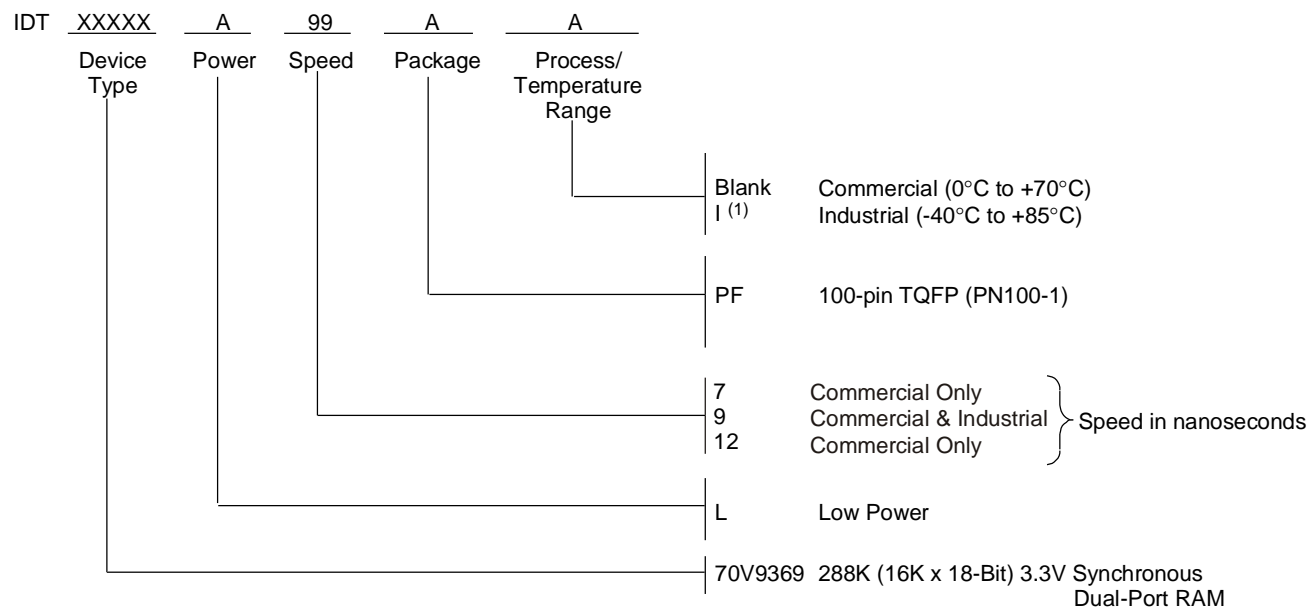 IDT XXXXX A 99 A A
Device Type Power Speed Package Process/ Temperature Range
Blank Commercial (0°C to +70°C)
I (1) Industrial (-40°C to +85°C)
PF 100-pin TQFP (PN100-1)
7 Commercial Only
9 Commercial & Industrial Speed in nanoseconds
12 Commercial Only
L Low Power
70V9369 288K (16K x 18-Bit) 3.3V Synchronous
Dual-Port RAM